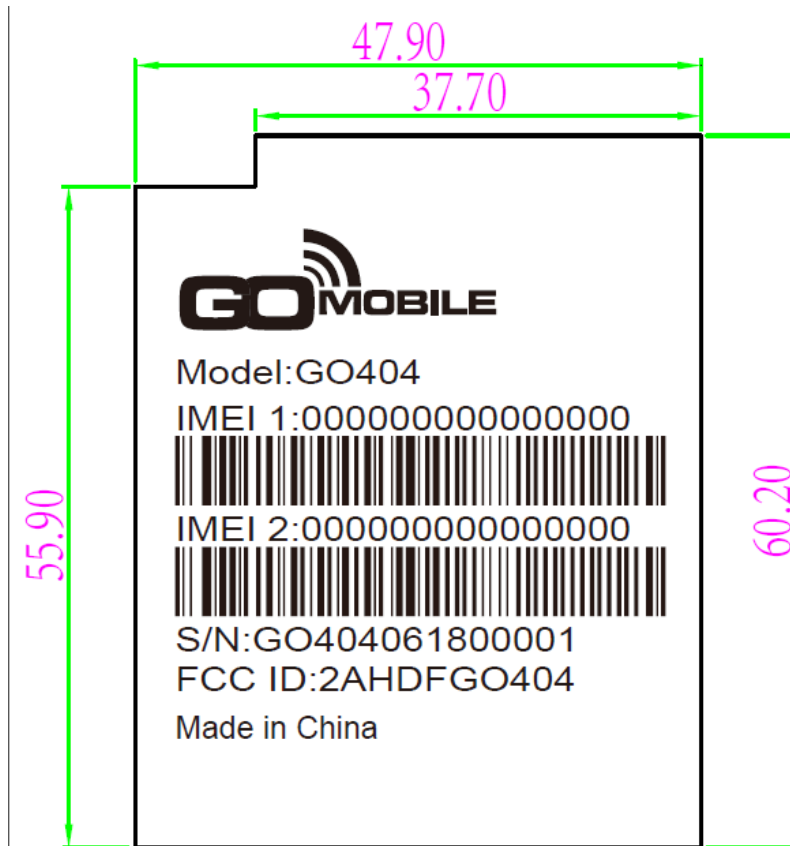 47.90
37.70
GO MOBILE
Model:GO404
IMEI 1:000000000000000
IMEI 2:000000000000000
55.90
60.20
S/N:GO404061800001
FCC ID:2AHDFGO404
Made in China